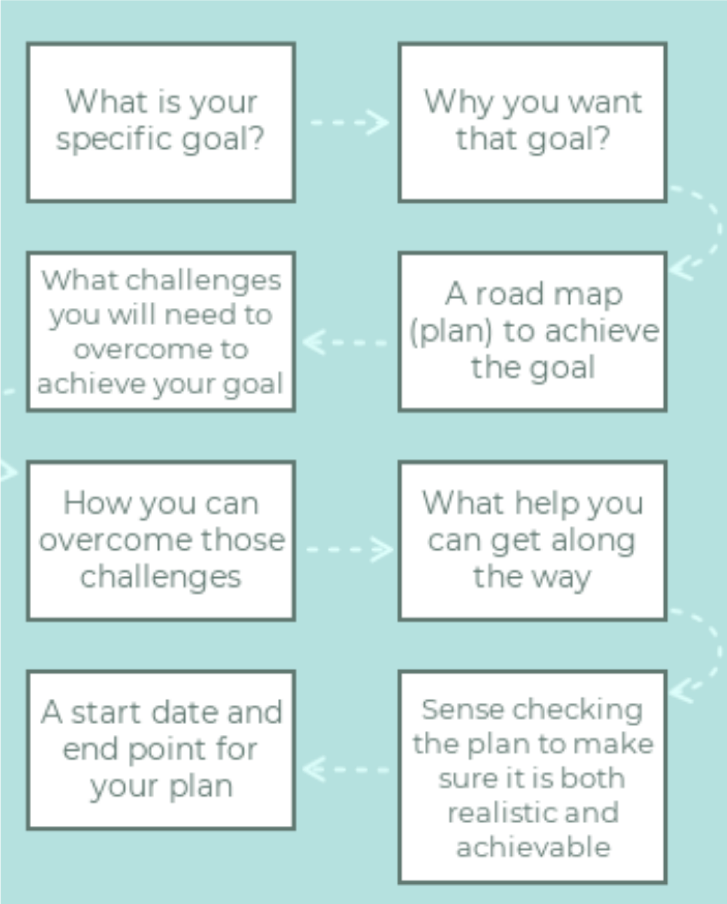 What is your
specific goal?
Why you want
that goal?
A road map
(plan) to achieve
the goal
What challenges
you will need to
overcome to
achieve your goal
How you can
overcome those
challenges
What help you
can get along
the way
Sense checking
the plan to make
sure it is both
realistic and
achievable
A start date and
end point for
your plan